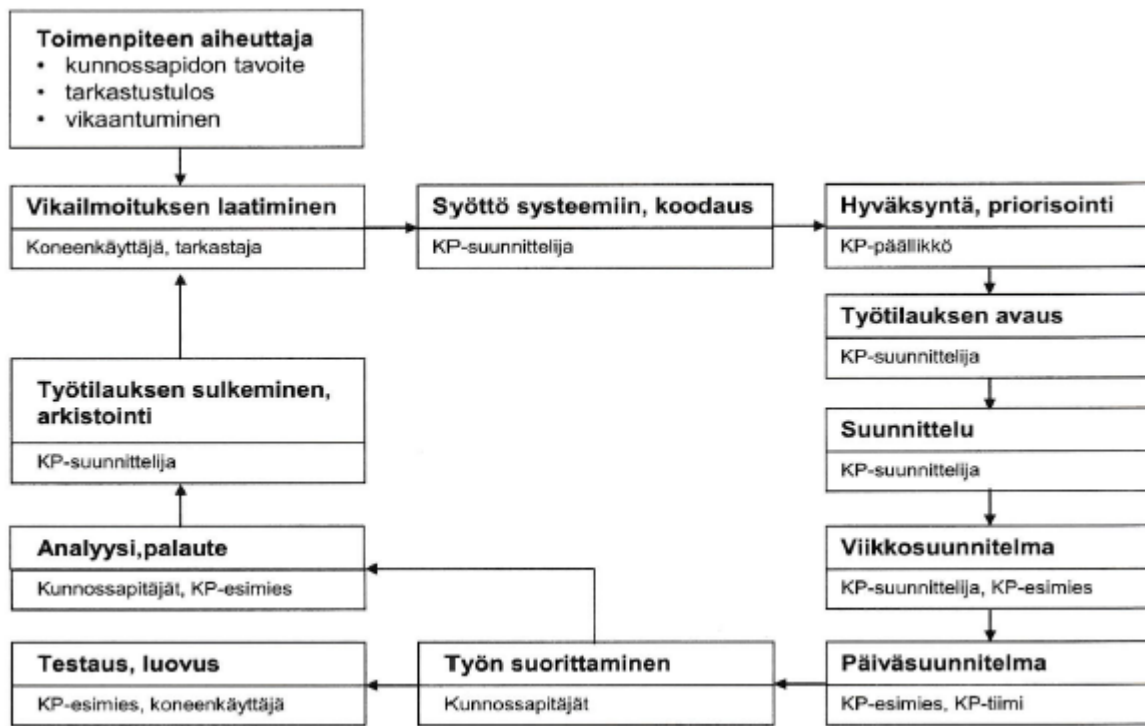 Toimenpiteen aiheuttaja
• kunnossapidon tavoite
• tarkastustulos
• vikaantuminen
Vikailmoituksen laatiminen
Koneenkäyttäjä, tarkastaja
Syöttö systeemiin, koodaus
KP-suunnittelija
Hyväksyntä, priorisointi
KP-päällikkö
Työtilauksen avaus
KP-suunnittelija
Suunnittelu
KP-suunnittelija
Viikkosuunnitelma
KP-suunnittelija, KP-esimies
Päiväsuunnitelma
KP-esimies, KP-tiimi
Työn suorittaminen
Kunnossapitäjät
Testaus, luovus
KP-esimies, koneenkäyttäjä
Analyysi,palaute
Kunnossapitäjät, KP-esimies
Työtilauksen sulkeminen,
arkistointi
KP-suunnittelija